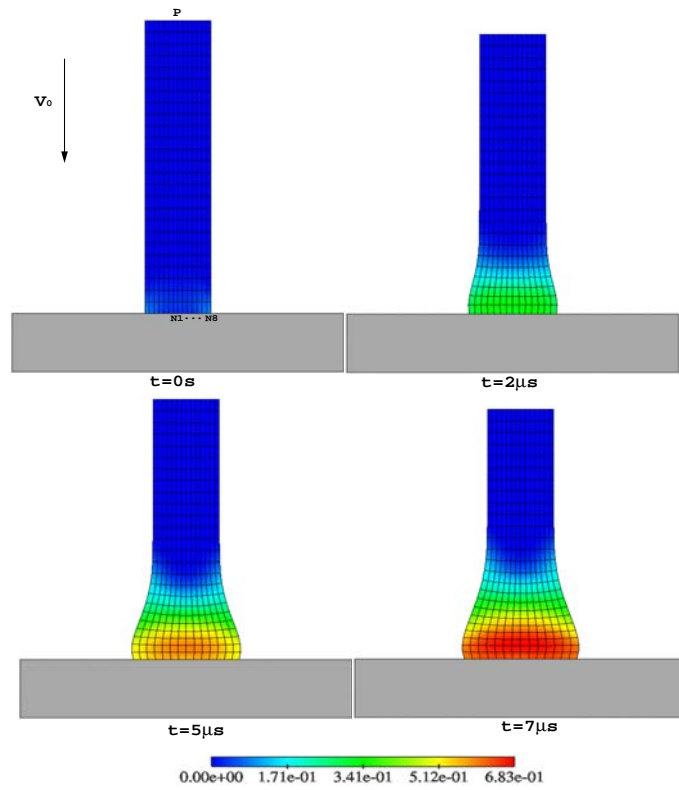 P
V₀
N1···N8
t=0s
t=2μs
t=5μs
t=7μs
0.00e+00 1.71e-01 3.41e-01 5.12e-01 6.83e-01